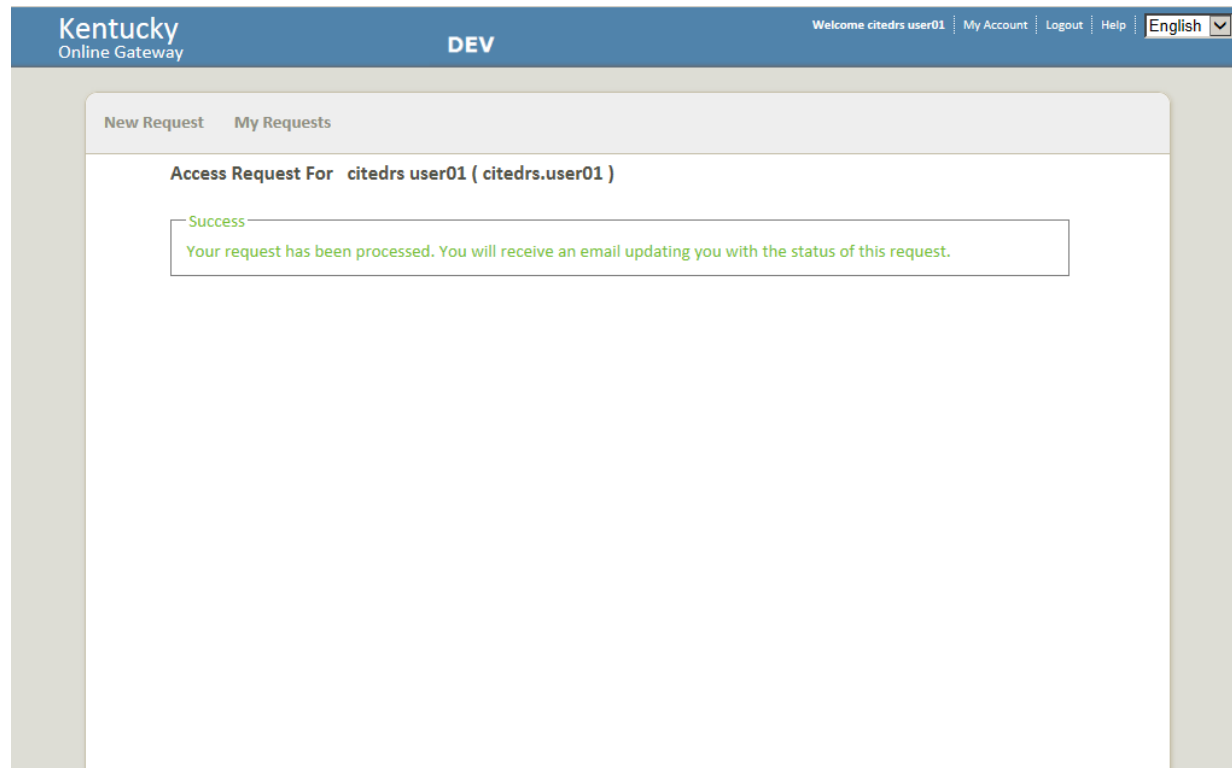 Kentucky
Online Gateway
DEV
Welcome citedrs user01 My Account Logout Help English
New Request My Requests
Access Request For citedrs user01 ( citedrs.user01 )
Success
Your request has been processed. You will receive an email updating you with the status of this request.